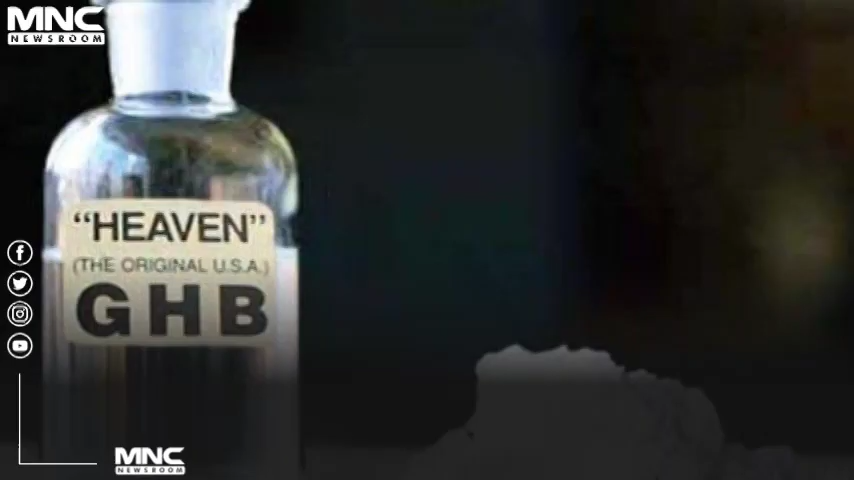 MNC
NEWSROOM
“HEAVEN”
(THE ORIGINAL U.S.A.)
GHB
MNC
NEWSROOM